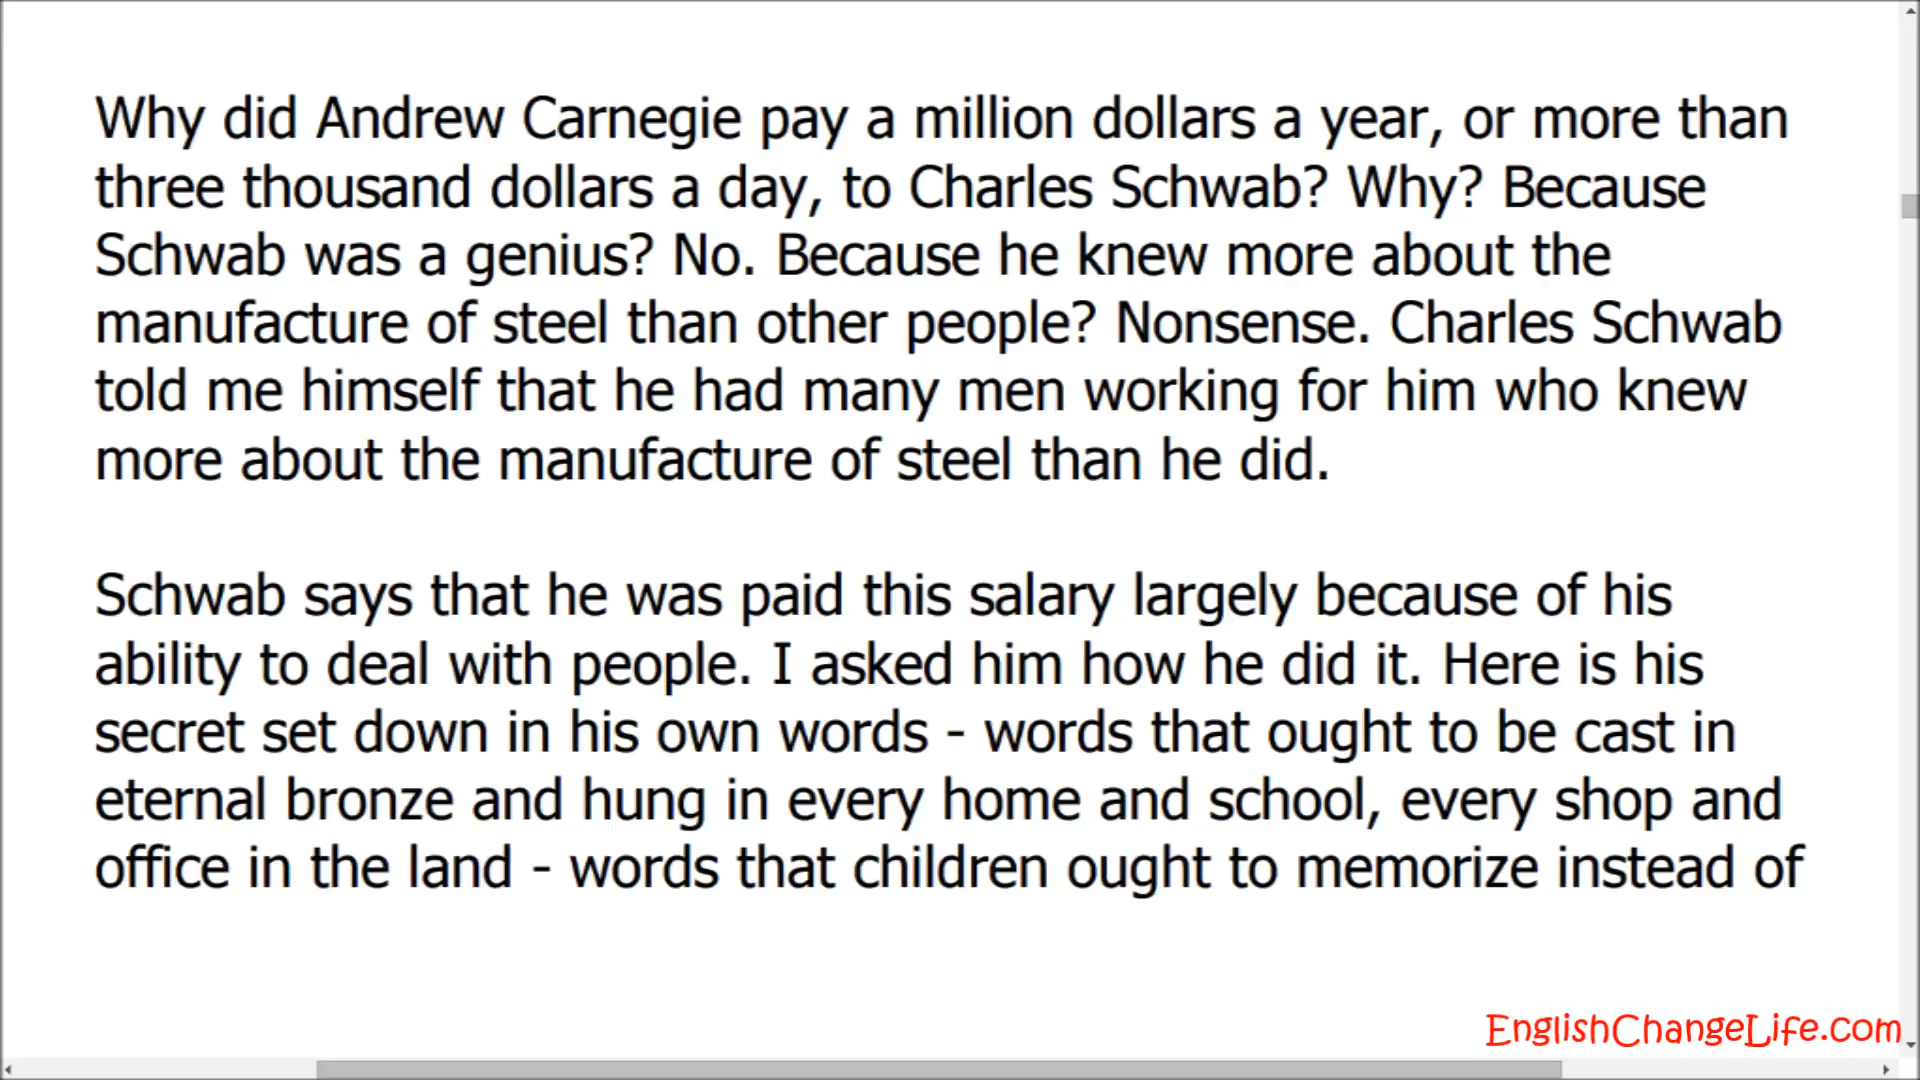 Why did Andrew Carnegie pay a million dollars a year, or more than
three thousand dollars a day, to Charles Schwab? Why? Because
Schwab was a genius? No. Because he knew more about the
manufacture of steel than other people? Nonsense. Charles Schwab
told me himself that he had many men working for him who knew
more about the manufacture of steel than he did.
Schwab says that he was paid this salary largely because of his
ability to deal with people. I asked him how he did it. Here is his
secret set down in his own words - words that ought to be cast in
eternal bronze and hung in every home and school, every shop and
office in the land - words that children ought to memorize instead of
EnglishChangeLife.com